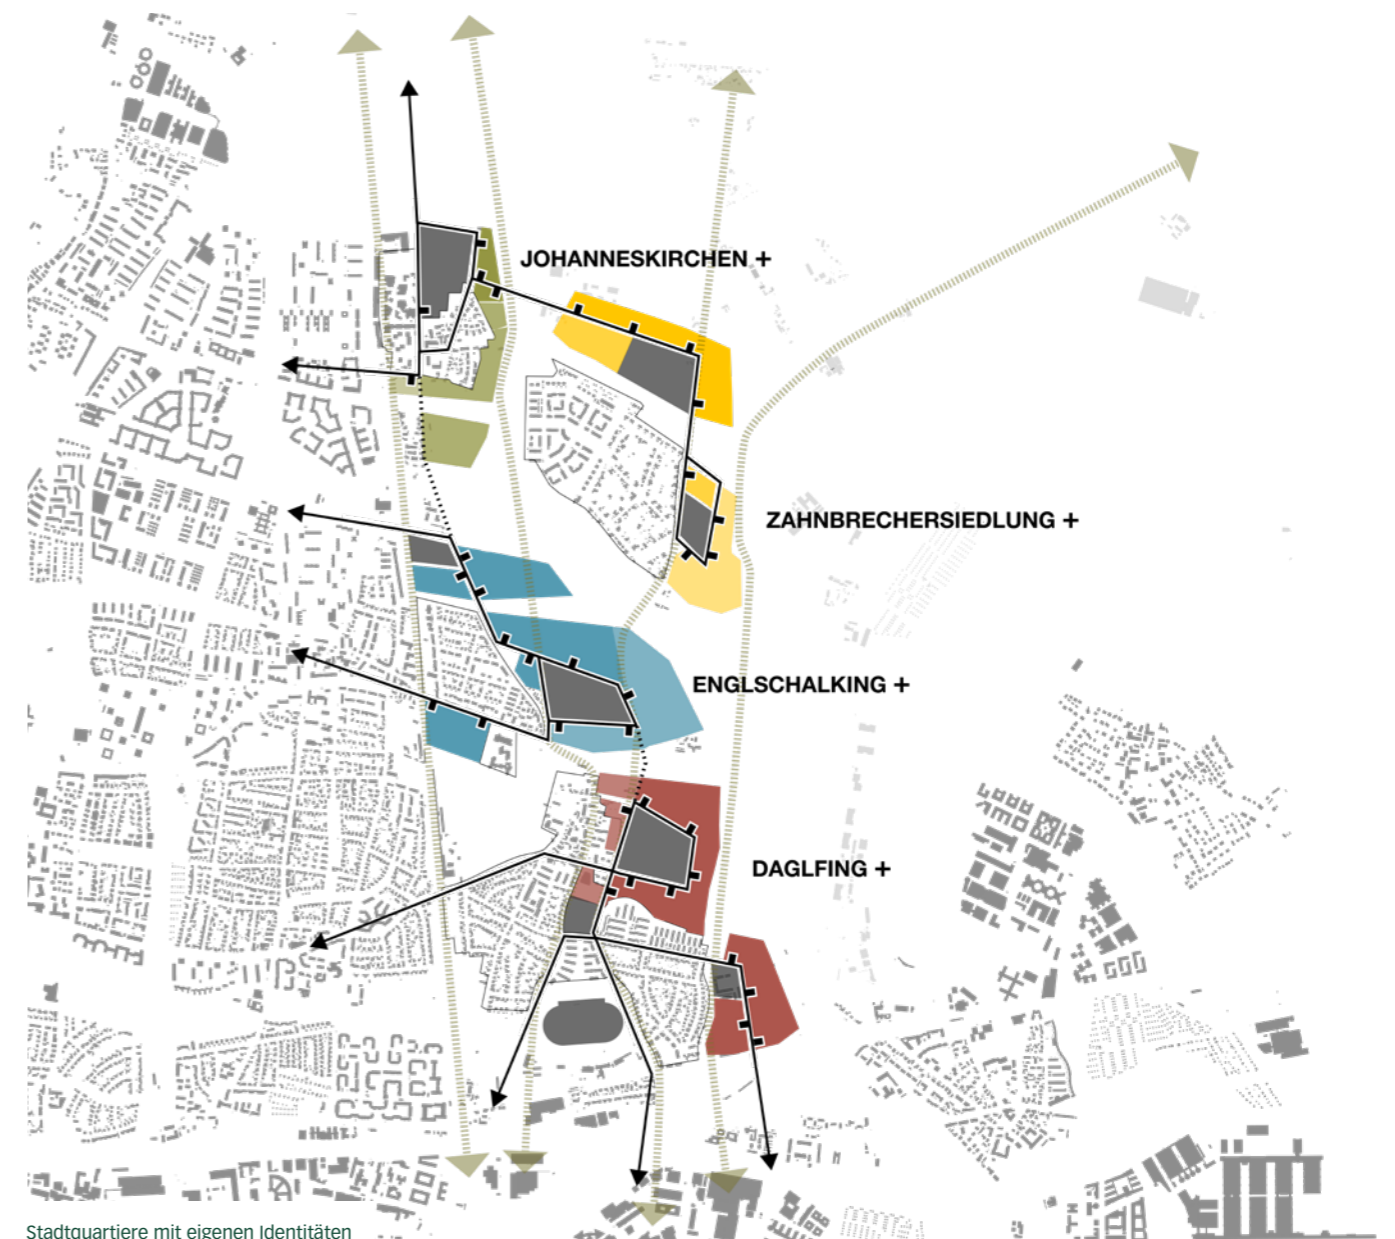 JOHANNESKIRCHEN +
ZAHNBRECHERSIEDLUNG +
ENGLSCHALKING +
DAGLFING +
Stadtquartiere mit eigenen Identitäten